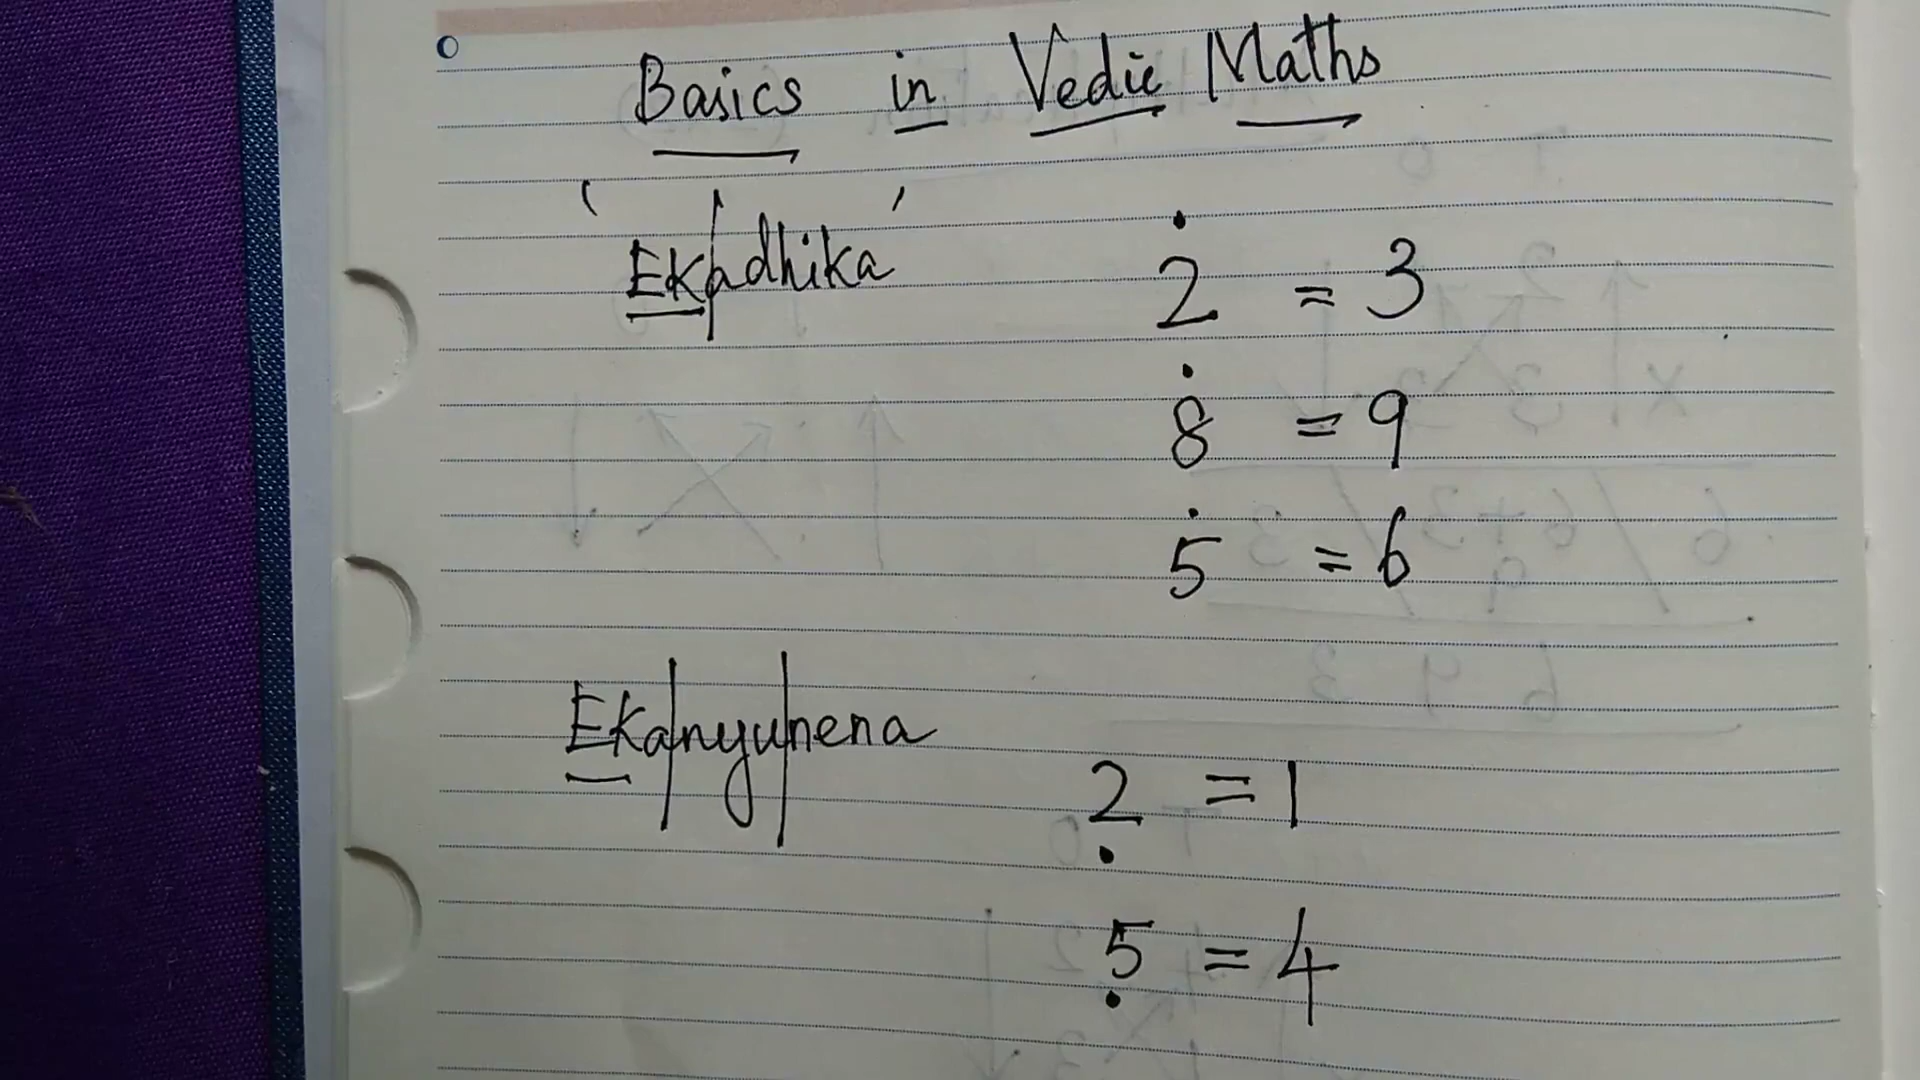 Basics in Vedic Maths
'Ekadhika'
2̇ = 3
8̇ = 9
5̇ = 6
Ekanyunena
2̣ = 1
5̣ = 4